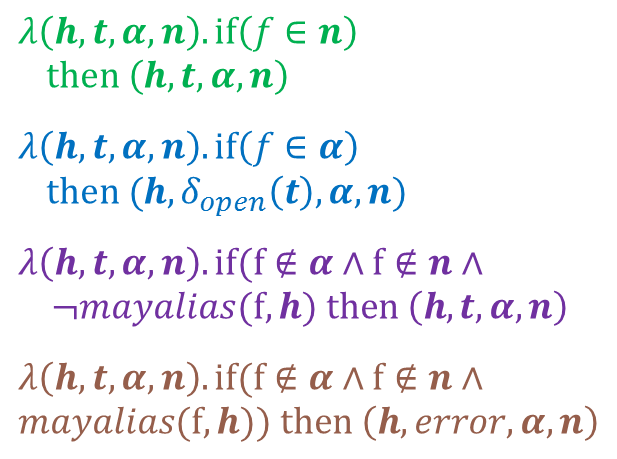 λ(h, t, α, n). if(f ∈ n)
then (h, t, α, n)
λ(h, t, α, n). if(f ∈ α)
then (h, δ_open(t), α, n)
λ(h, t, α, n). if(f ∉ α ∧ f ∉ n ∧
¬mayalias(f, h) then (h, t, α, n)
λ(h, t, α, n). if(f ∉ α ∧ f ∉ n ∧
mayalias(f, h)) then (h, error, α, n)